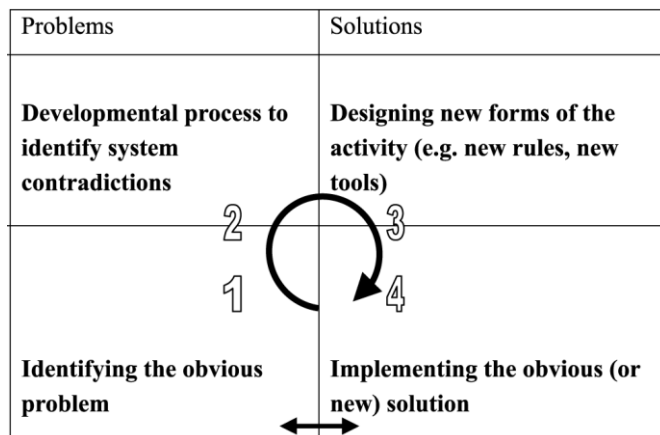 Problems
Solutions
Developmental process to
identify system
contradictions
Designing new forms of the
activity (e.g. new rules, new
tools)
2
3
1
4
Identifying the obvious
problem
Implementing the obvious (or
new) solution